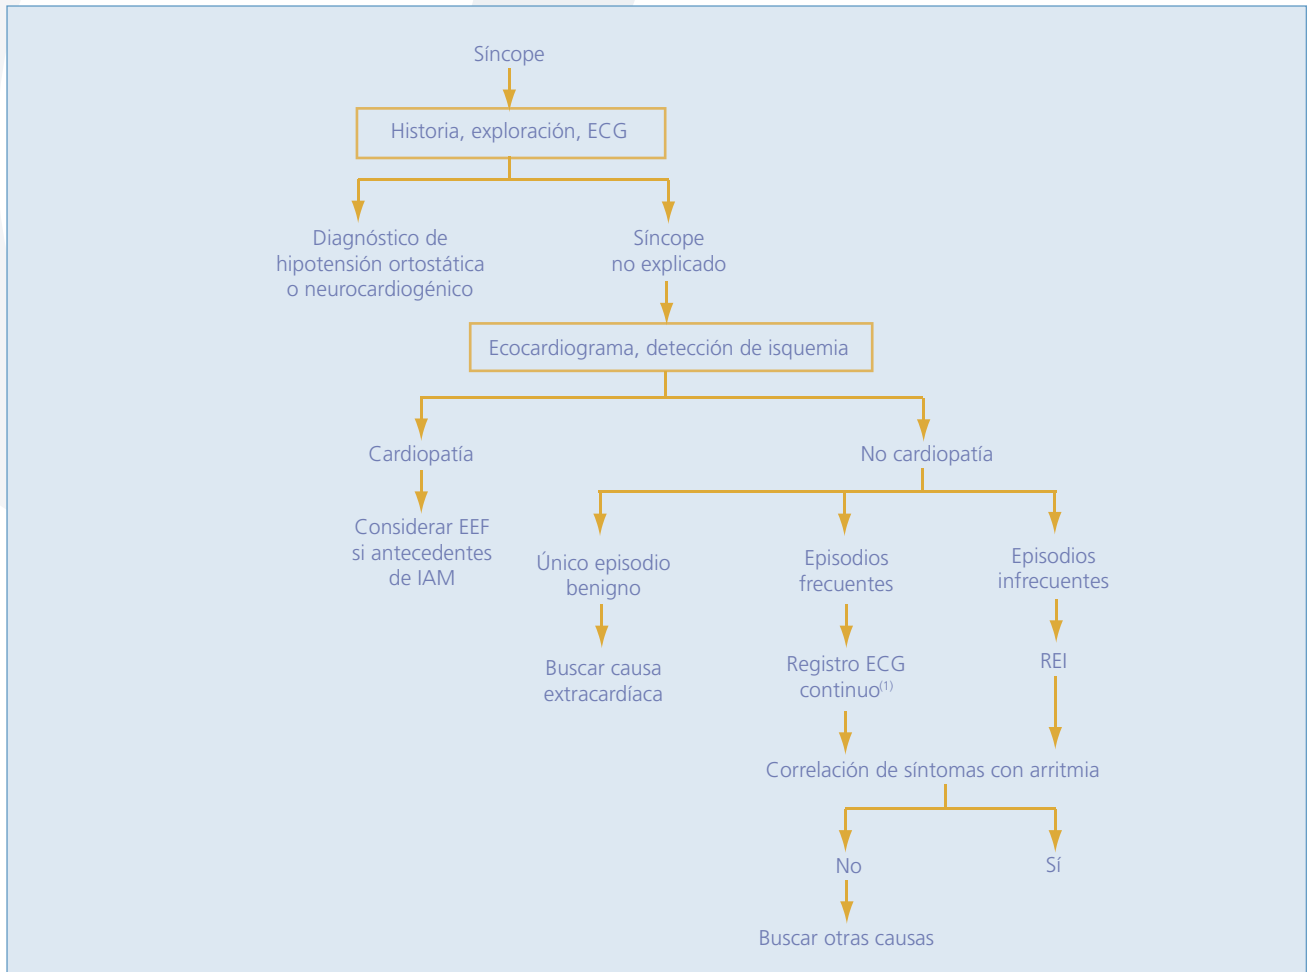 Síncope
Historia, exploración, ECG
Diagnóstico de
hipotensión ortostática
o neurocardiogénico
Síncope
no explicado
Ecocardiograma, detección de isquemia
Cardiopatía
No cardiopatía
Considerar EEF
si antecedentes
de IAM
Único episodio
benigno
Episodios
frecuentes
Episodios
infrecuentes
Buscar causa
extracardíaca
Registro ECG
continuo(1)
REI
Correlación de síntomas con arritmia
No
Sí
Buscar otras causas